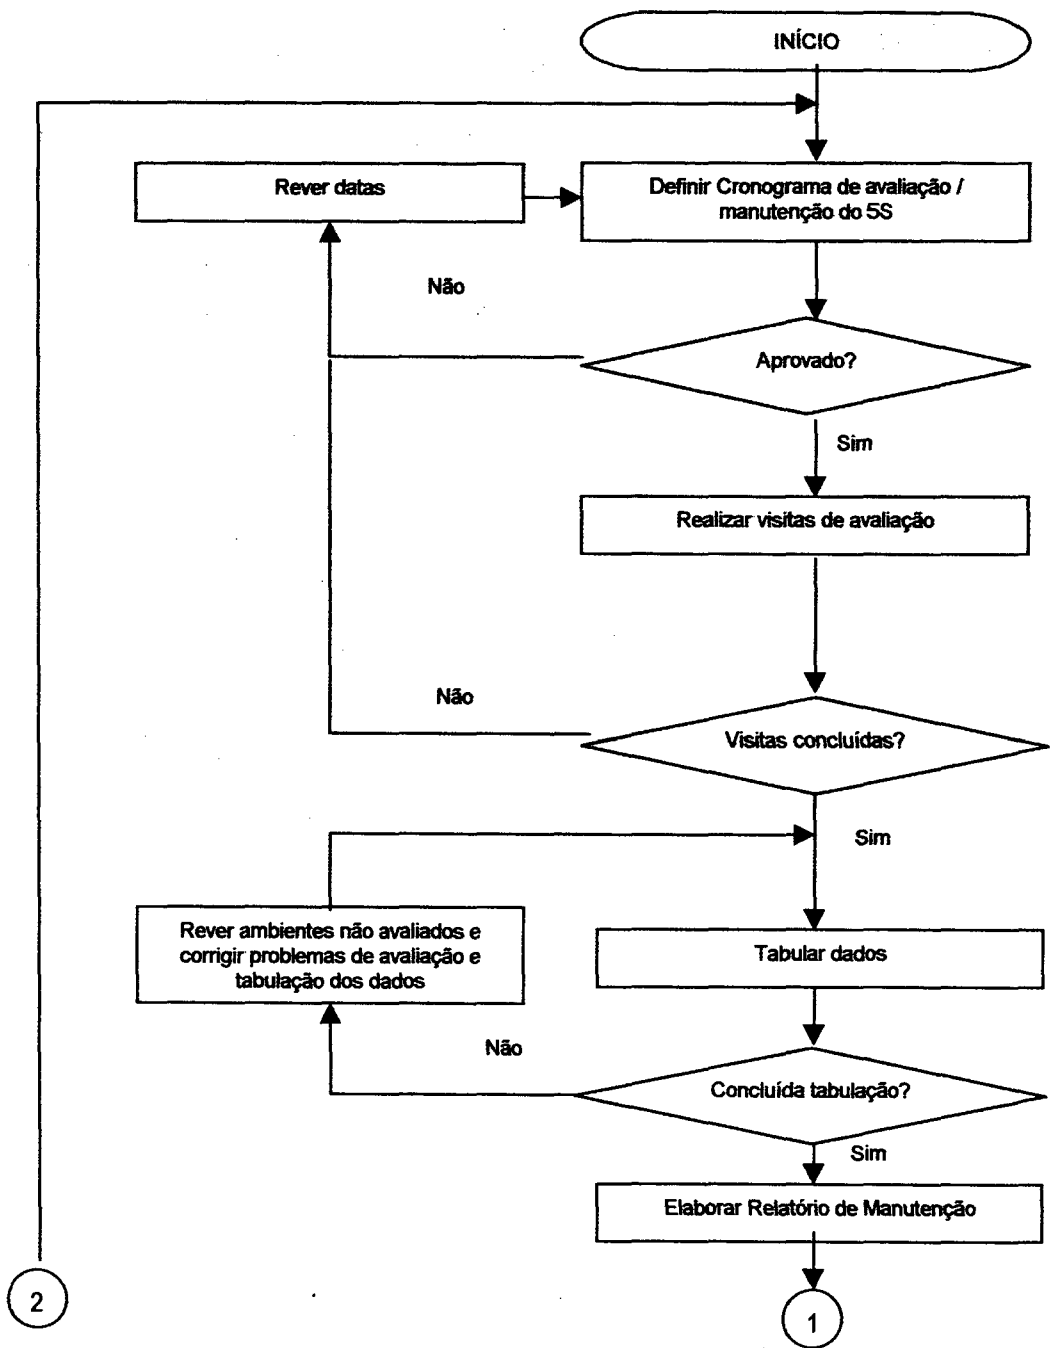 INÍCIO
Rever datas
Definir Cronograma de avaliação /
manutenção do 5S
Não
Aprovado?
Sim
Realizar visitas de avaliação
Não
Visitas concluídas?
Sim
Rever ambientes não avaliados e
corrigir problemas de avaliação e
tabulação dos dados
Tabular dados
Não
Concluída tabulação?
Sim
Elaborar Relatório de Manutenção
2
1